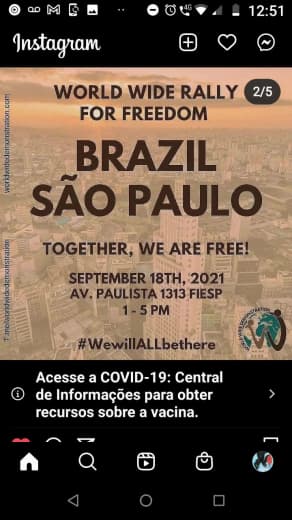 12:51
4G
Instagram
WORLD WIDE RALLY
2/5
FOR FREEDOM
BRAZIL
SÃO PAULO
TOGETHER, WE ARE FREE!
SEPTEMBER 18TH, 2021
AV. PAULISTA 1313 FIESP
1 - 5 PM
#WewillALLbethere
worldwidedemonstration.com
T.me/worldwidedemonstration
Acesse a COVID-19: Central
de Informações para obter
recursos sobre a vacina.